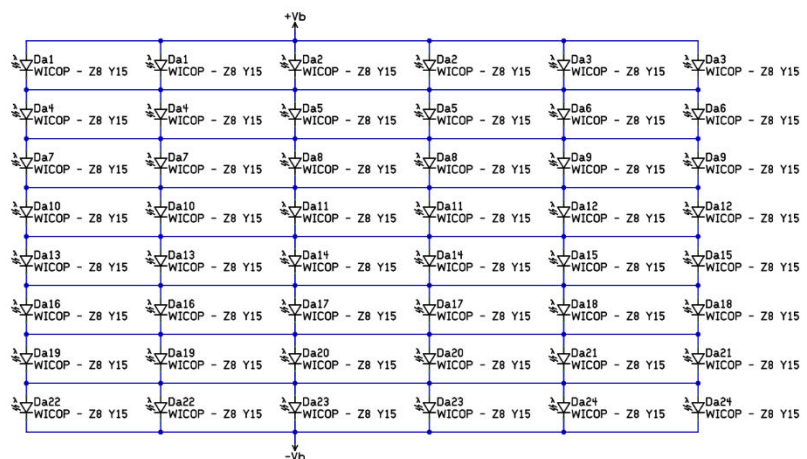 +Vb
Da1 Da1 Da2 Da2 Da3 Da3
WICOP - Z8 Y15 WICOP - Z8 Y15 WICOP - Z8 Y15 WICOP - Z8 Y15 WICOP - Z8 Y15 WICOP - Z8 Y15
Da4 Da4 Da5 Da5 Da6 Da6
WICOP - Z8 Y15 WICOP - Z8 Y15 WICOP - Z8 Y15 WICOP - Z8 Y15 WICOP - Z8 Y15 WICOP - Z8 Y15
Da7 Da7 Da8 Da8 Da9 Da9
WICOP - Z8 Y15 WICOP - Z8 Y15 WICOP - Z8 Y15 WICOP - Z8 Y15 WICOP - Z8 Y15 WICOP - Z8 Y15
Da10 Da10 Da11 Da11 Da12 Da12
WICOP - Z8 Y15 WICOP - Z8 Y15 WICOP - Z8 Y15 WICOP - Z8 Y15 WICOP - Z8 Y15 WICOP - Z8 Y15
Da13 Da13 Da14 Da14 Da15 Da15
WICOP - Z8 Y15 WICOP - Z8 Y15 WICOP - Z8 Y15 WICOP - Z8 Y15 WICOP - Z8 Y15 WICOP - Z8 Y15
Da16 Da16 Da17 Da17 Da18 Da18
WICOP - Z8 Y15 WICOP - Z8 Y15 WICOP - Z8 Y15 WICOP - Z8 Y15 WICOP - Z8 Y15 WICOP - Z8 Y15
Da19 Da19 Da20 Da20 Da21 Da21
WICOP - Z8 Y15 WICOP - Z8 Y15 WICOP - Z8 Y15 WICOP - Z8 Y15 WICOP - Z8 Y15 WICOP - Z8 Y15
Da22 Da22 Da23 Da23 Da24 Da24
WICOP - Z8 Y15 WICOP - Z8 Y15 WICOP - Z8 Y15 WICOP - Z8 Y15 WICOP - Z8 Y15 WICOP - Z8 Y15
-Vb